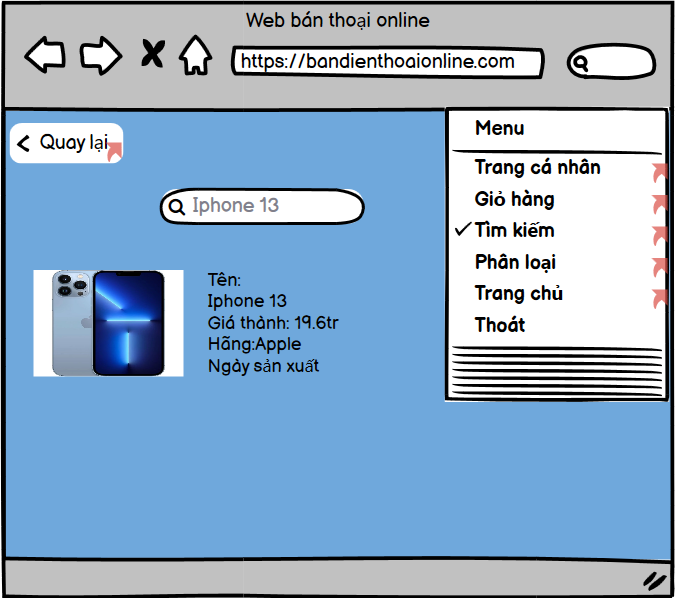 Web bán thoại online
https://bandienthoaionline.com
Quay lại
Menu
Trang cá nhân
Giỏ hàng
Tìm kiếm
Phân loại
Trang chủ
Thoát
Iphone 13
Tên:
Iphone 13
Giá thành: 19.6tr
Hãng:Apple
Ngày sản xuất